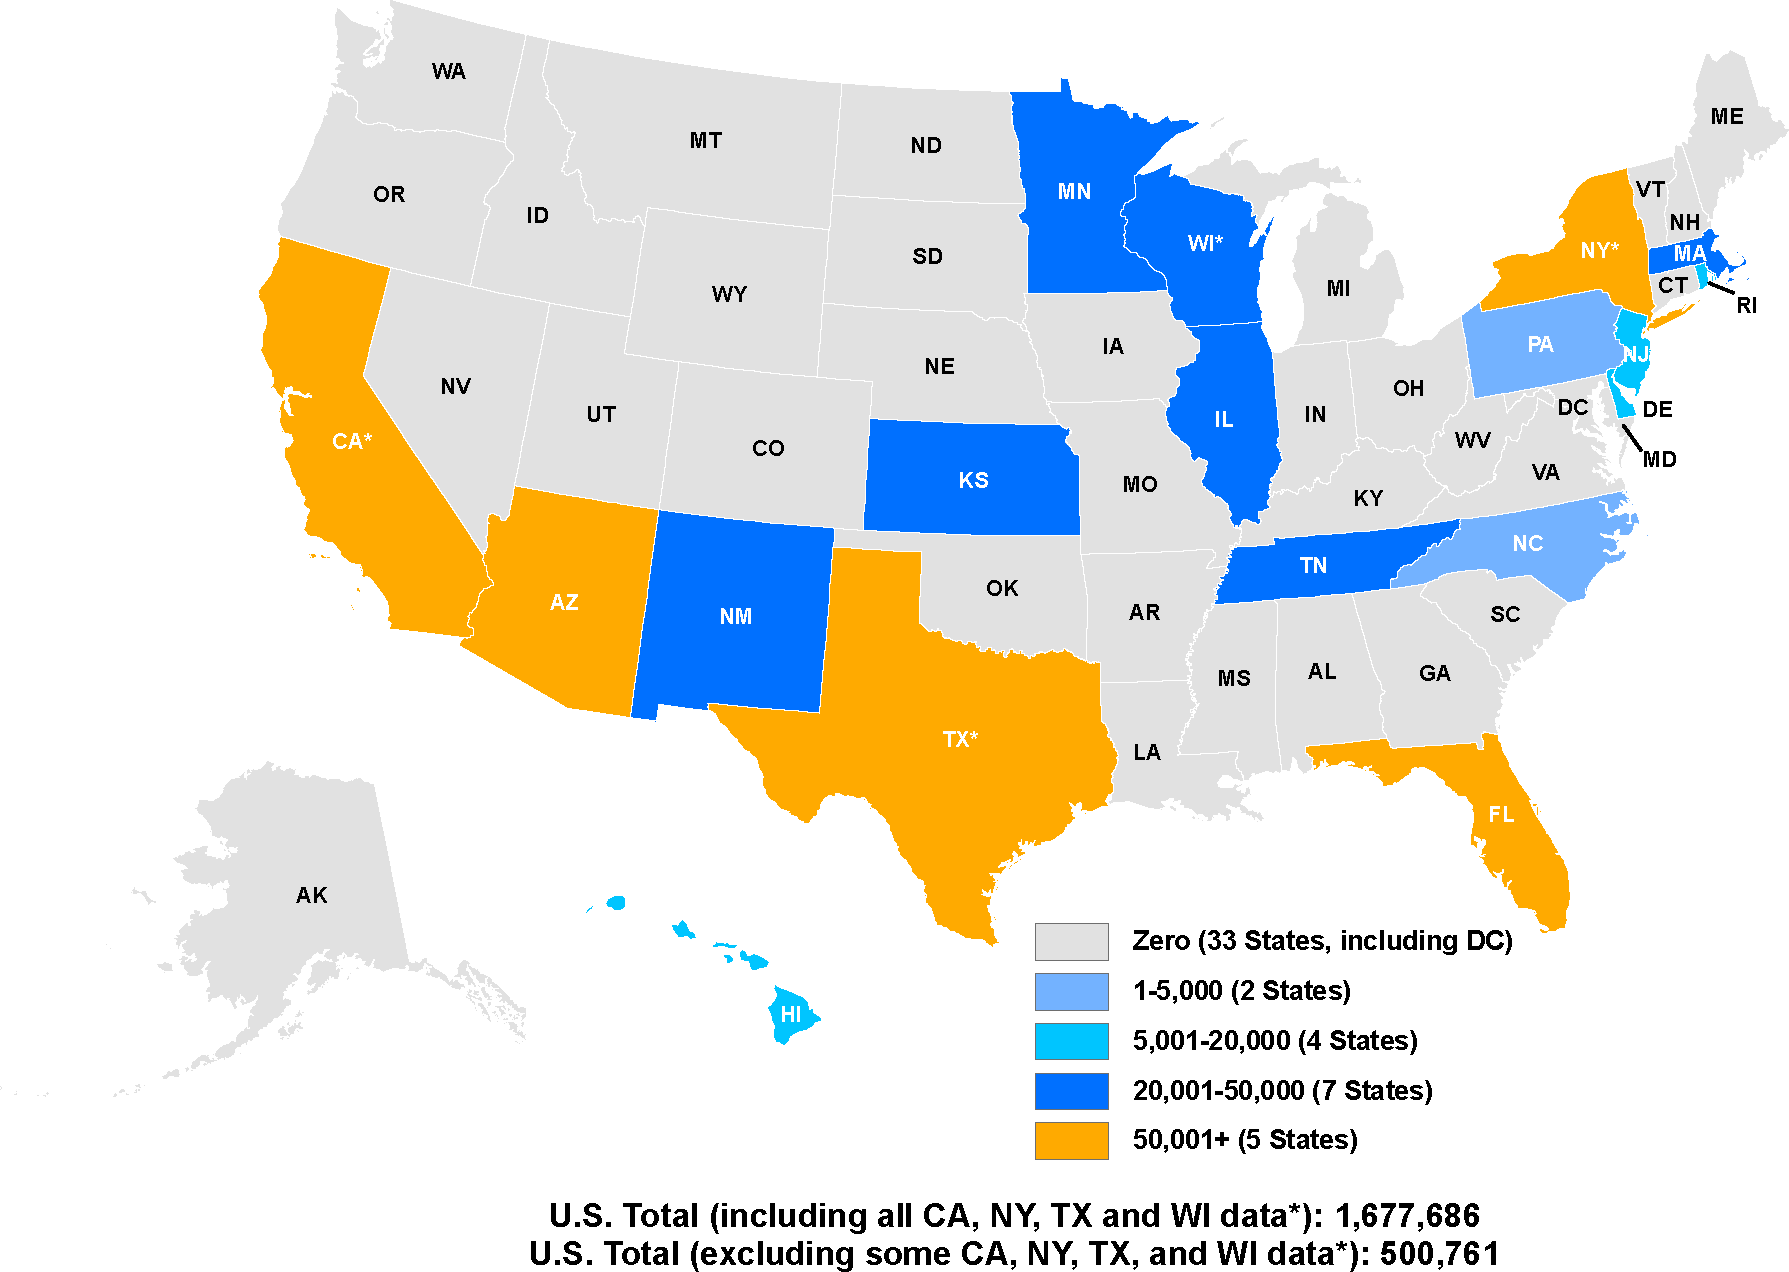 WA
MT
ND
MN
ME
OR
ID
SD
WI*
MI
NY*
VT
NH
MA
CT
RI
WY
IA
NE
PA
NJ
NV
UT
CO
IL
IN
OH
DC
DE
MD
CA*
KS
MO
WV
VA
KY
NC
AZ
NM
OK
TN
AR
SC
MS
AL
GA
TX*
LA
FL
AK
HI
Zero (33 States, including DC)
1-5,000 (2 States)
5,001-20,000 (4 States)
20,001-50,000 (7 States)
50,001+ (5 States)
U.S. Total (including all CA, NY, TX and WI data*): 1,677,686
U.S. Total (excluding some CA, NY, TX, and WI data*): 500,761